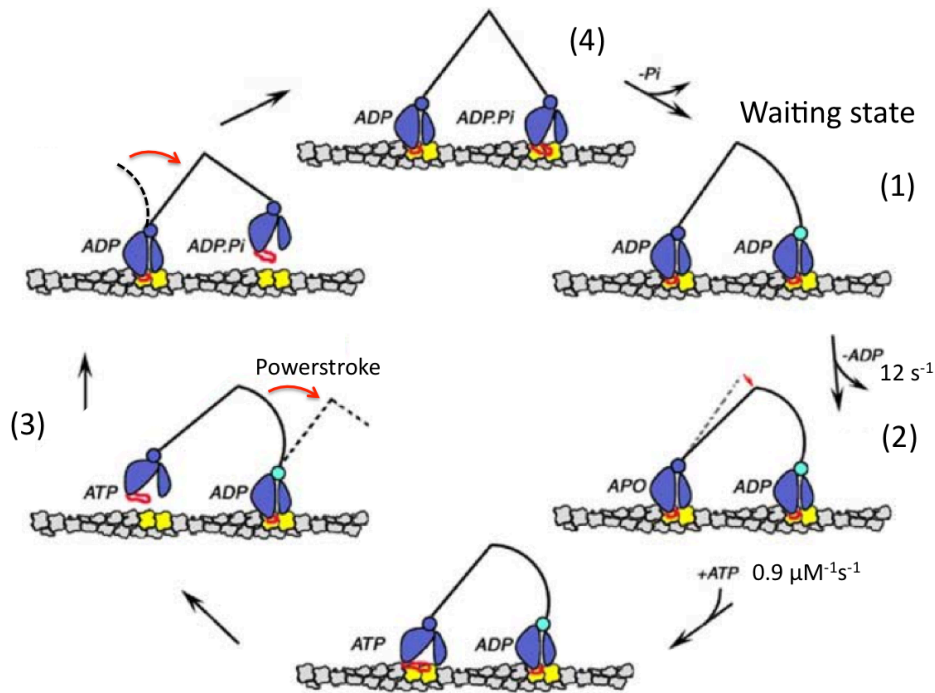 (4)
-Pi
ADP
ADP.Pi
Waiting state
(1)
ADP
ADP
ADP
ADP.Pi
-ADP
12 s⁻¹
Powerstroke
(3)
(2)
ATP
ADP
APO
ADP
+ATP
0.9 μM⁻¹s⁻¹
ATP
ADP